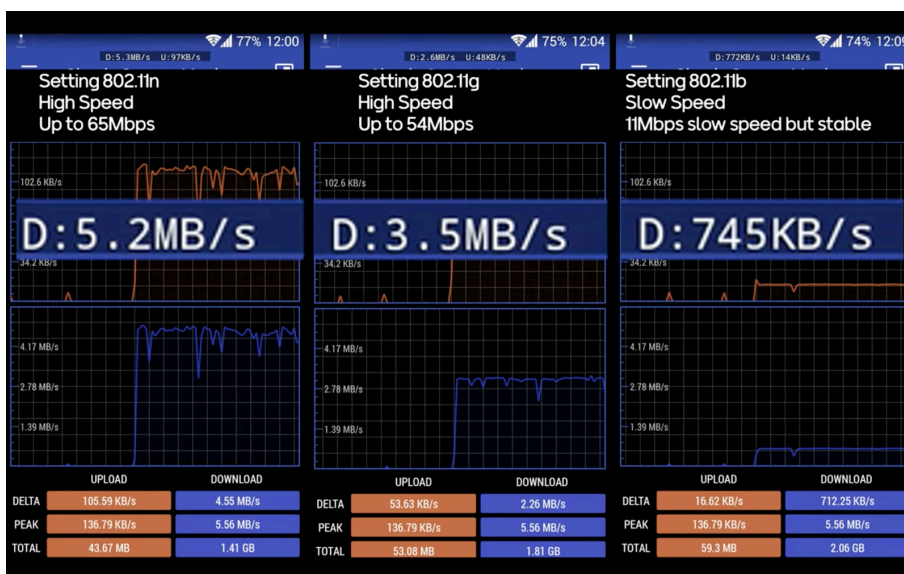 77% 12:00
D:5.3MB/s U:97KB/s
Setting 802.11n
High Speed
Up to 65Mbps
102.6 KB/s
D:5.2MB/s
34.2 KB/s
4.17 MB/s
2.78 MB/s
1.39 MB/s
UPLOAD DOWNLOAD
DELTA 105.59 KB/s 4.55 MB/s
PEAK 136.79 KB/s 5.56 MB/s
TOTAL 43.67 MB 1.41 GB
75% 12:04
D:2.6MB/s U:48KB/s
Setting 802.11g
High Speed
Up to 54Mbps
102.6 KB/s
D:3.5MB/s
34.2 KB/s
4.17 MB/s
2.78 MB/s
1.39 MB/s
UPLOAD DOWNLOAD
DELTA 53.63 KB/s 2.26 MB/s
PEAK 136.79 KB/s 5.56 MB/s
TOTAL 53.08 MB 1.81 GB
74% 12:09
D:772KB/s U:14KB/s
Setting 802.11b
Slow Speed
11Mbps slow speed but stable
102.6 KB/s
D:745KB/s
34.2 KB/s
4.17 MB/s
2.78 MB/s
1.39 MB/s
UPLOAD DOWNLOAD
DELTA 16.62 KB/s 712.25 KB/s
PEAK 136.79 KB/s 5.56 MB/s
TOTAL 59.3 MB 2.06 GB